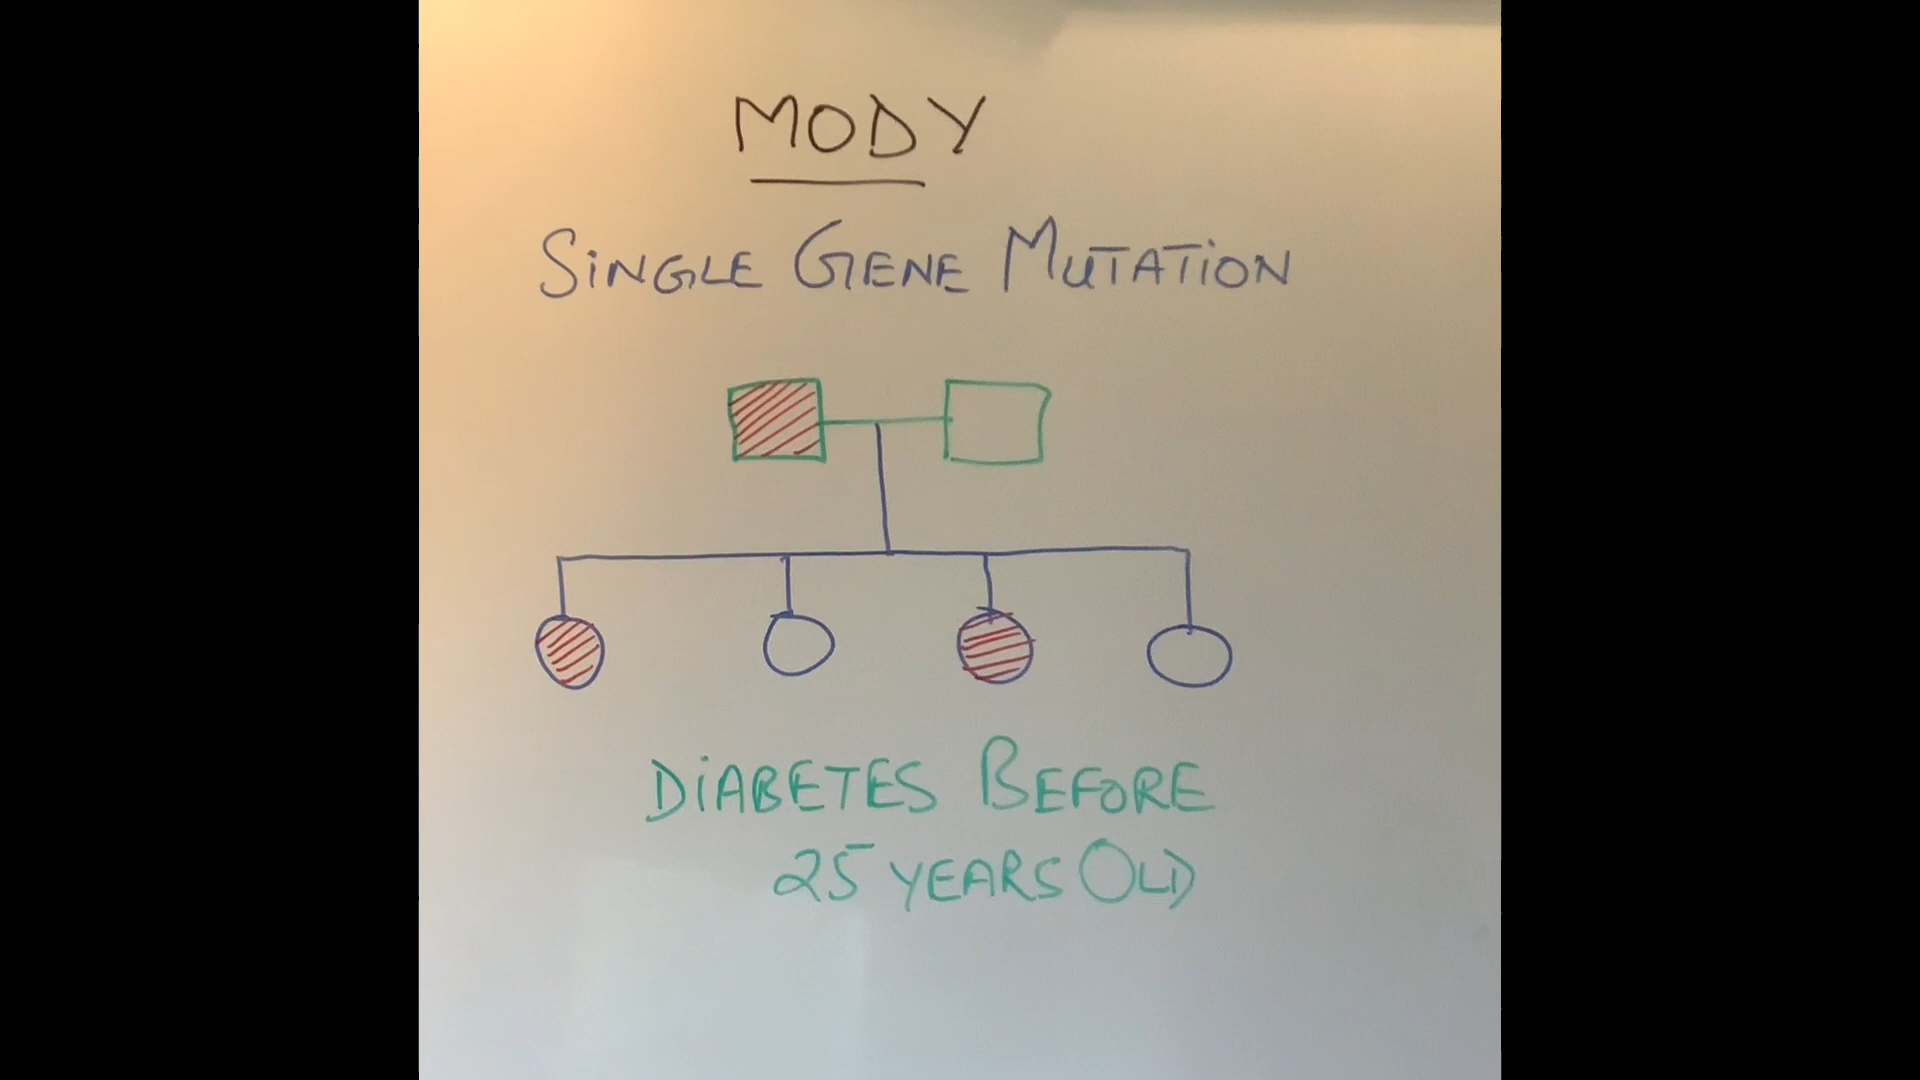 MODY
SINGLE GENE MUTATION
DIABETES BEFORE
25 YEARS OLD